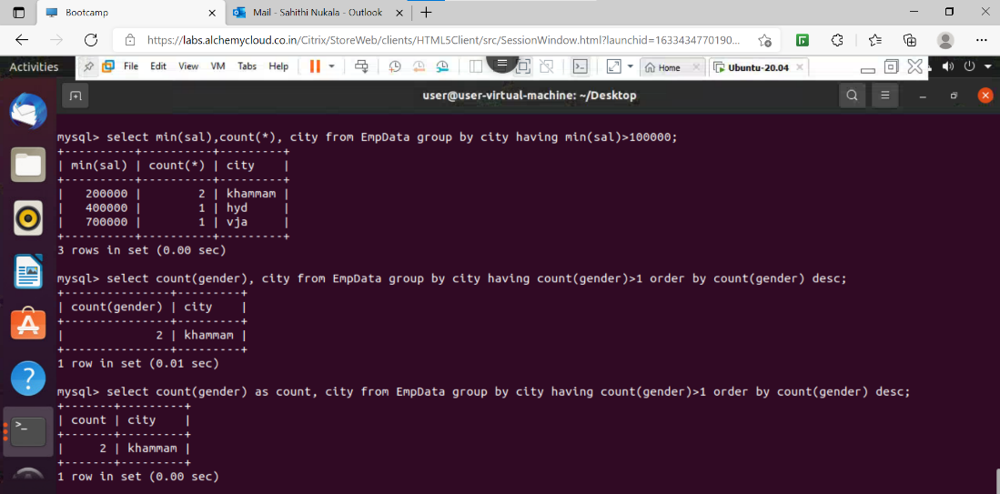 Bootcamp
Mail - Sahithi Nukala - Outlook
https://labs.alchemycloud.co.in/Citrix/StoreWeb/clients/HTML5Client/src/SessionWindow.html?launchid=1633434770190...
Activities
File Edit View VM Tabs Help
Home
Ubuntu-20.04
user@user-virtual-machine: ~/Desktop
mysql> select min(sal),count(*), city from EmpData group by city having min(sal)>100000;
+----------+----------+---------+
| min(sal) | count(*) | city    |
+----------+----------+---------+
|   200000 |        2 | khammam |
|   400000 |        1 | hyd     |
|   700000 |        1 | vja     |
+----------+----------+---------+
3 rows in set (0.00 sec)
mysql> select count(gender), city from EmpData group by city having count(gender)>1 order by count(gender) desc;
+---------------+---------+
| count(gender) | city    |
+---------------+---------+
|             2 | khammam |
+---------------+---------+
1 row in set (0.01 sec)
mysql> select count(gender) as count, city from EmpData group by city having count(gender)>1 order by count(gender) desc;
+-------+---------+
| count | city    |
+-------+---------+
|     2 | khammam |
+-------+---------+
1 row in set (0.00 sec)